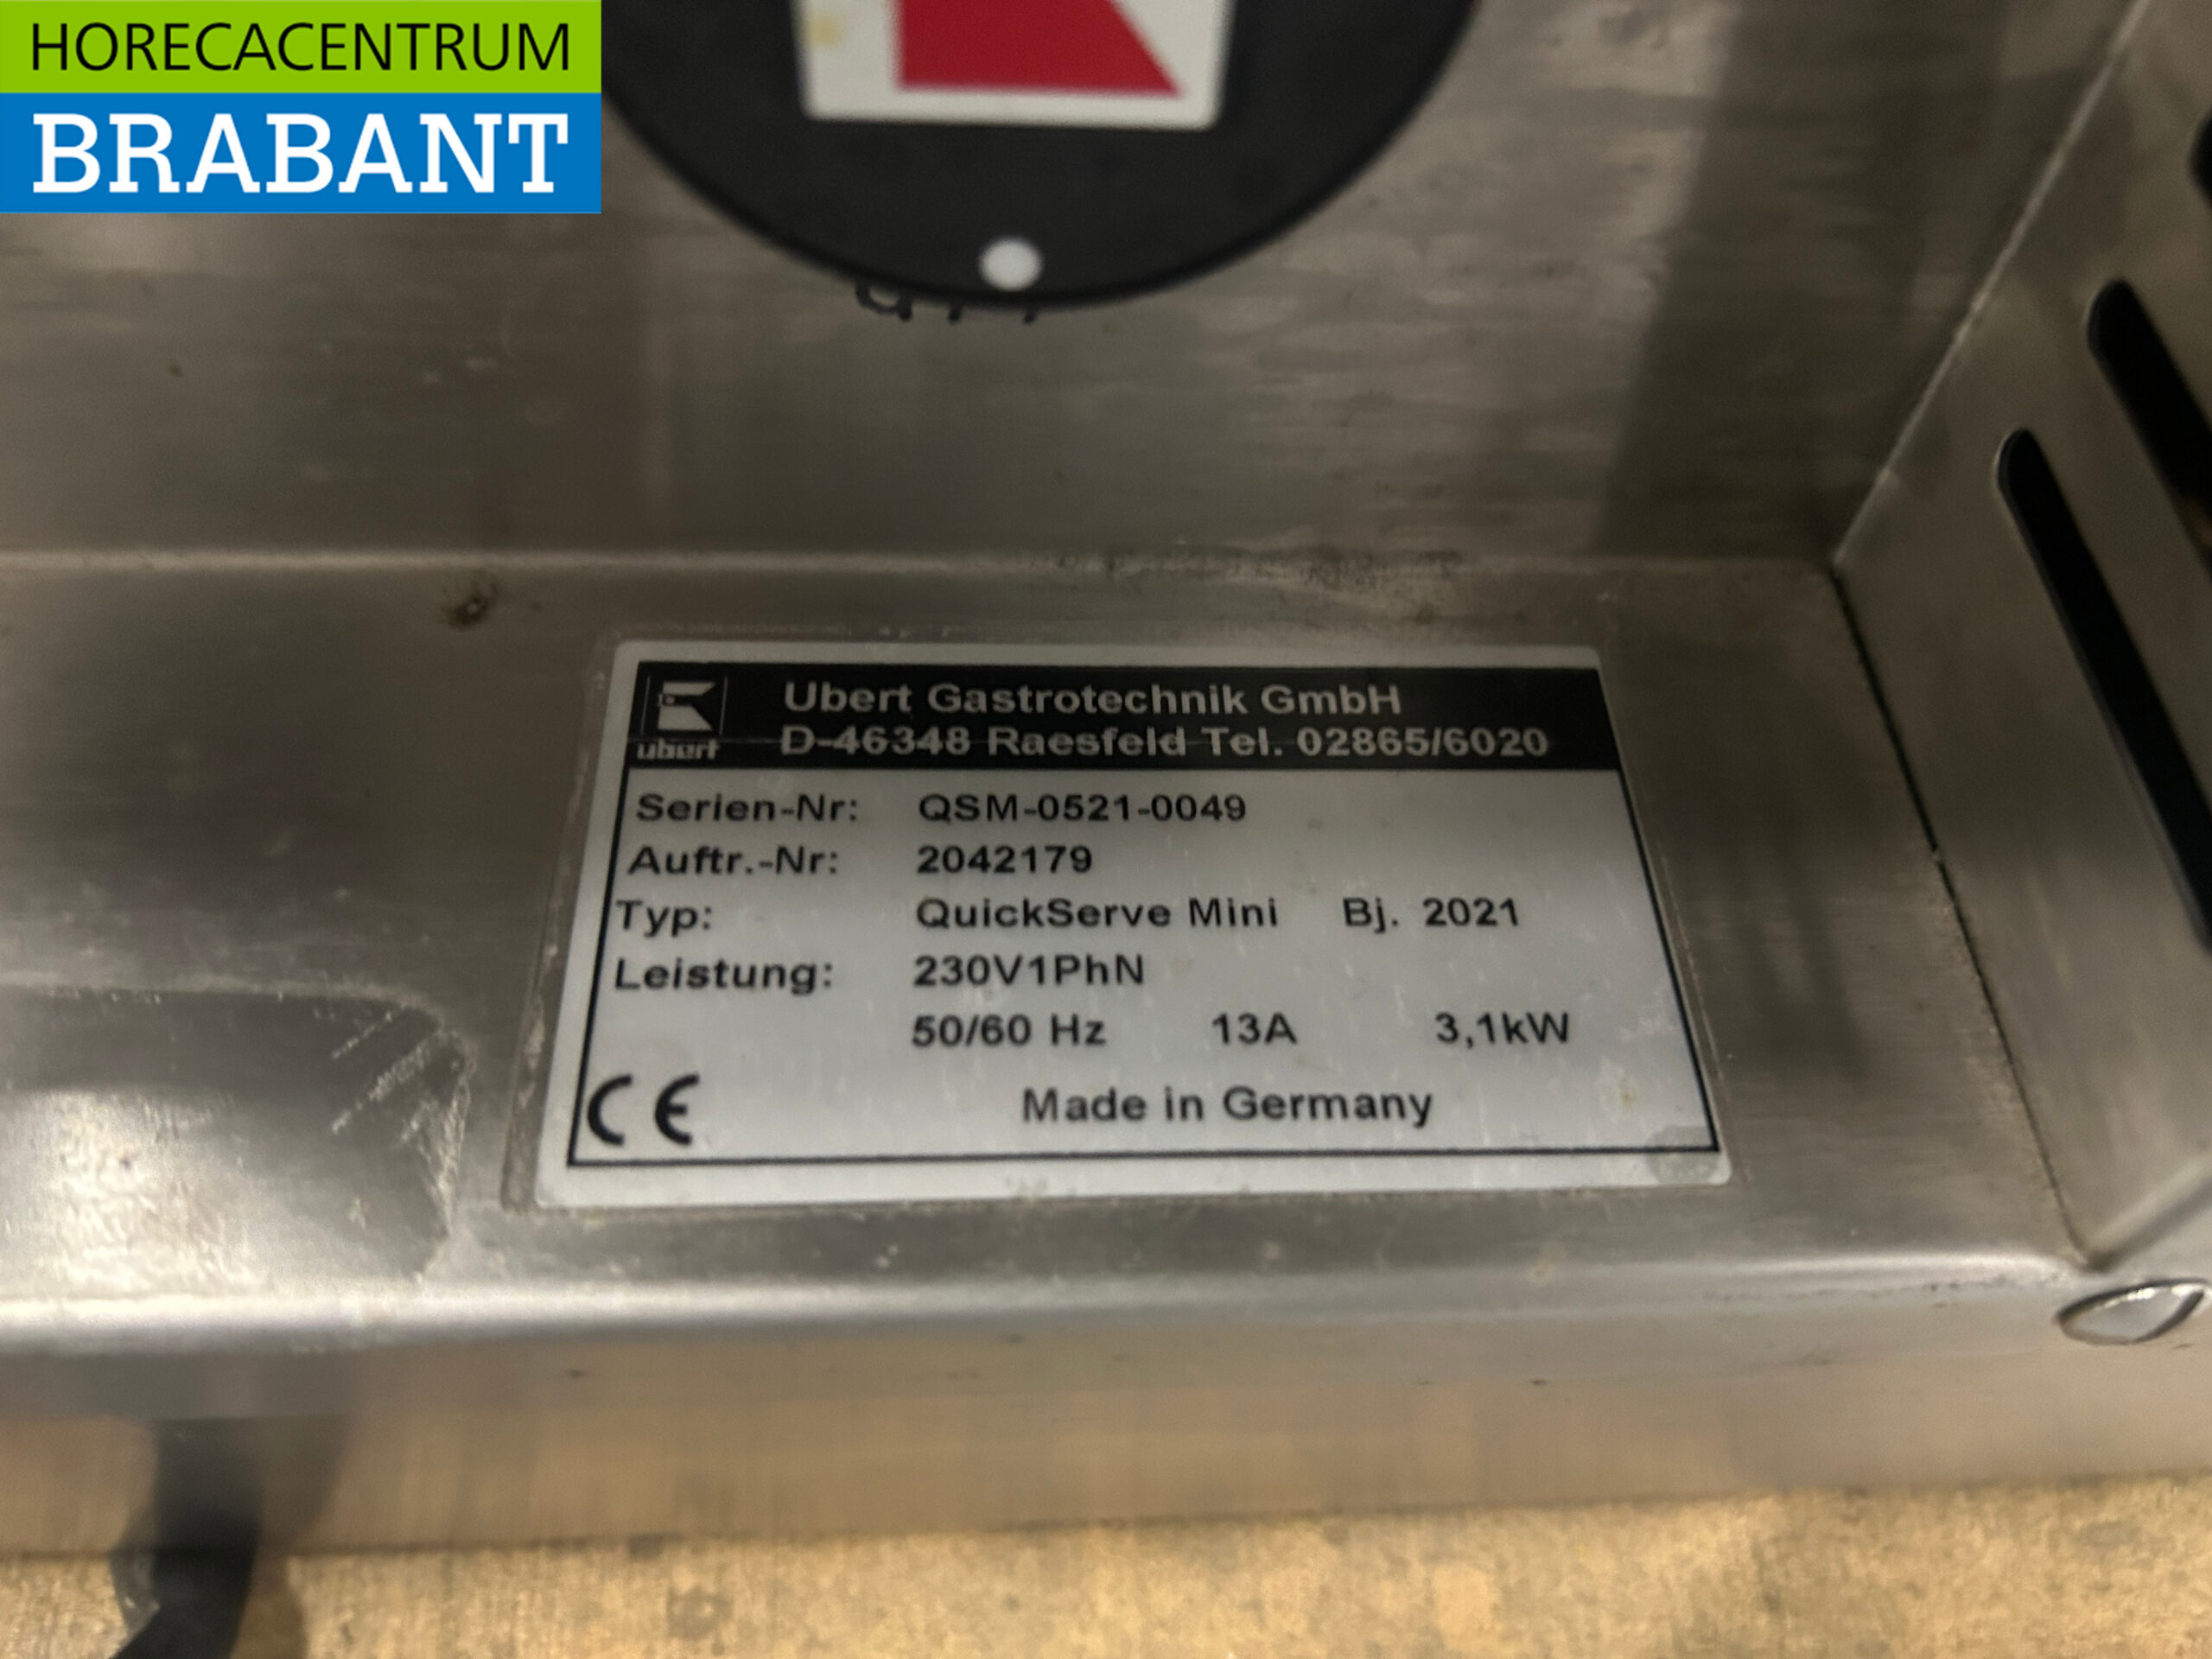 HORECACENTRUM
BRABANT
Ubert Gastrotechnik GmbH
ubert
D-46348 Raesfeld Tel. 02865/6020
Serien-Nr: QSM-0521-0049
Auftr.-Nr: 2042179
Typ: QuickServe Mini Bj. 2021
Leistung: 230V1PhN
50/60 Hz 13A 3,1kW
CE Made in Germany